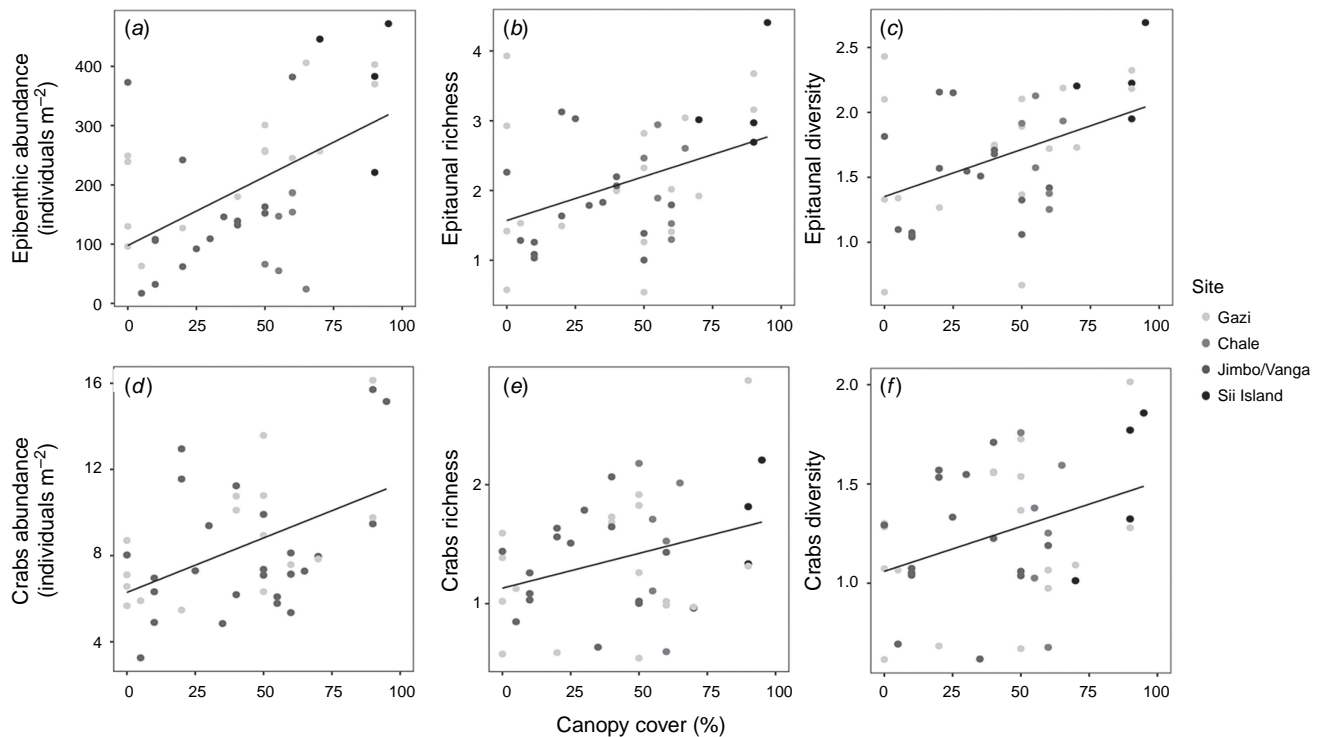 (a)
Epibenthic abundance
(individuals m−2)
400
300
200
100
0
0 25 50 75 100
(b)
Epitaunal richness
4
3
2
1
0 25 50 75 100
(c)
Epitaunal diversity
2.5
2.0
1.5
1.0
0 25 50 75 100
Site
Gazi
Chale
Jimbo/Vanga
Sii Island
(d)
Crabs abundance
(individuals m−2)
16
12
8
4
0 25 50 75 100
(e)
Crabs richness
2
1
0 25 50 75 100
(f)
Crabs diversity
2.0
1.5
1.0
0 25 50 75 100
Canopy cover (%)